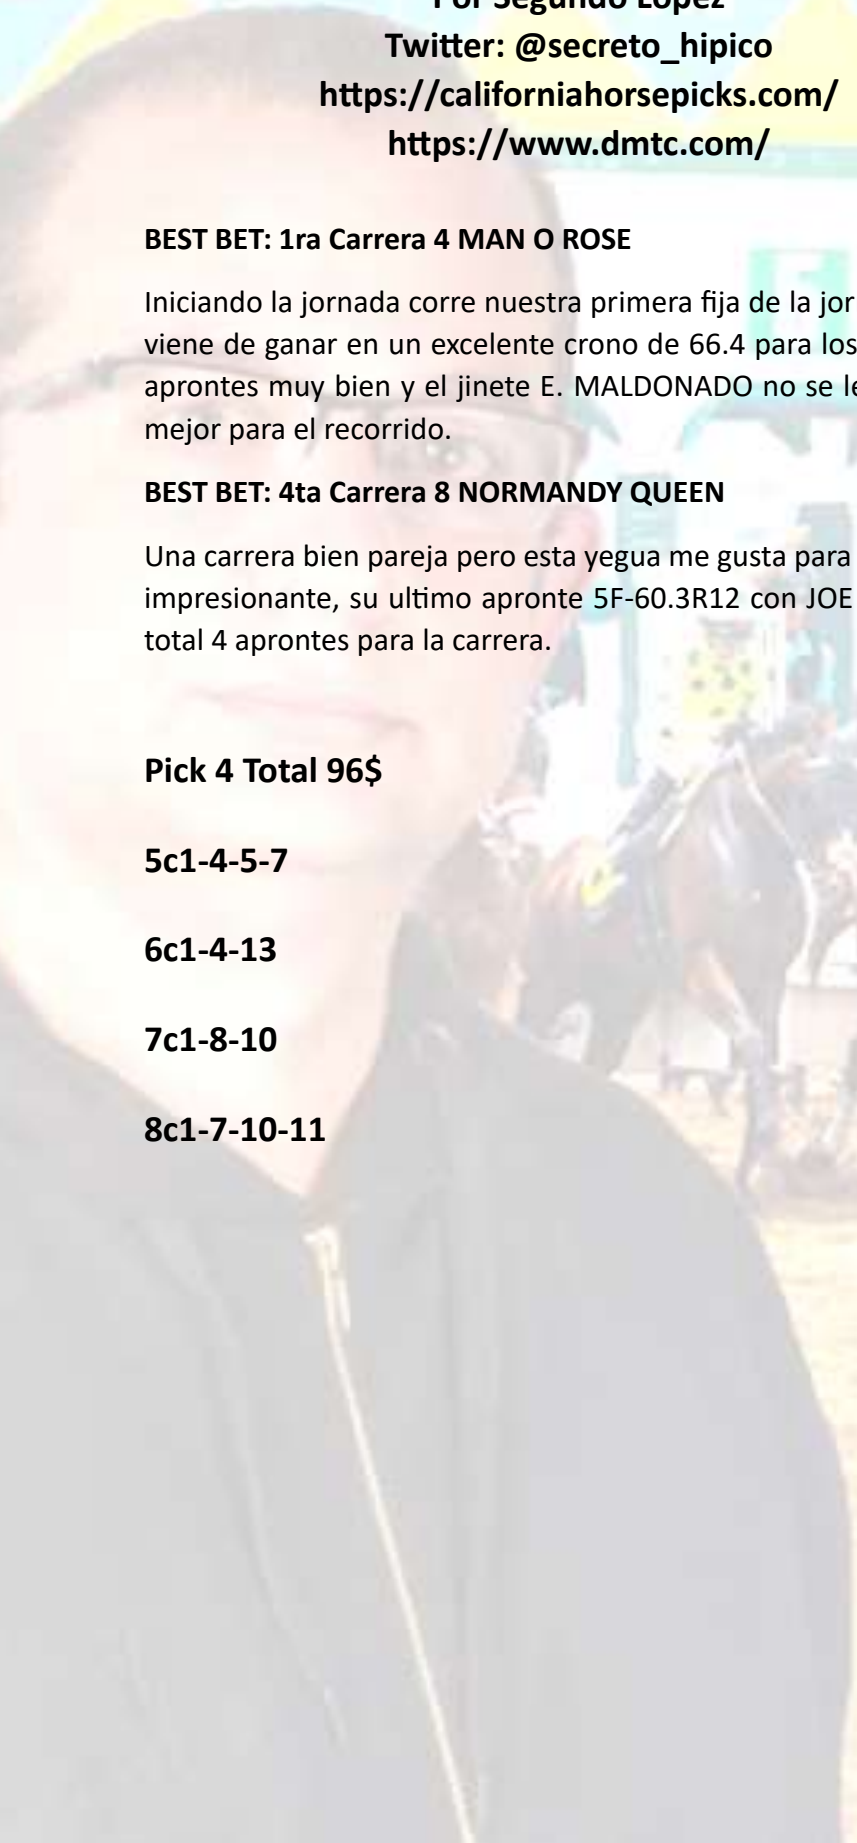 Por Segundo Lopez
Twitter: @secreto_hipico
https://californiahorsepicks.com/
https://www.dmtc.com/
BEST BET: 1ra Carrera 4 MAN O ROSE
Iniciando la jornada corre nuestra primera fija de la jor
viene de ganar en un excelente crono de 66.4 para los
aprontes muy bien y el jinete E. MALDONADO no se le
mejor para el recorrido.
BEST BET: 4ta Carrera 8 NORMANDY QUEEN
Una carrera bien pareja pero esta yegua me gusta para
impresionante, su ultimo apronte 5F-60.3R12 con JOE
total 4 aprontes para la carrera.
Pick 4 Total 96$
5c1-4-5-7
6c1-4-13
7c1-8-10
8c1-7-10-11